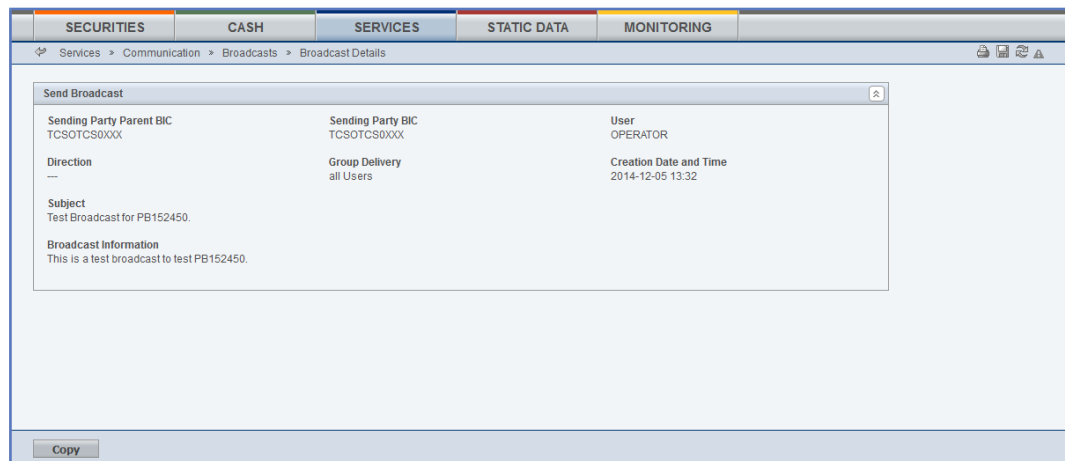 SECURITIES CASH SERVICES STATIC DATA MONITORING
Services » Communication » Broadcasts » Broadcast Details
Send Broadcast
Sending Party Parent BIC Sending Party BIC User
TCSOTCS0XXX TCSOTCS0XXX OPERATOR
Direction Group Delivery Creation Date and Time
--- all Users 2014-12-05 13:32
Subject
Test Broadcast for PB152450.
Broadcast Information
This is a test broadcast to test PB152450.
Copy